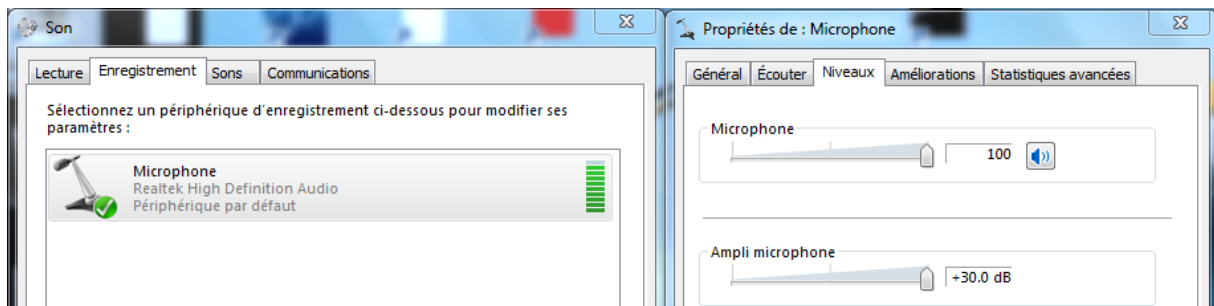 Son
Lecture Enregistrement Sons Communications
Sélectionnez un périphérique d'enregistrement ci-dessous pour modifier ses
paramètres :
Microphone
Realtek High Definition Audio
Périphérique par défaut
Propriétés de : Microphone
Général Écouter Niveaux Améliorations Statistiques avancées
Microphone
100
Ampli microphone
+30.0 dB